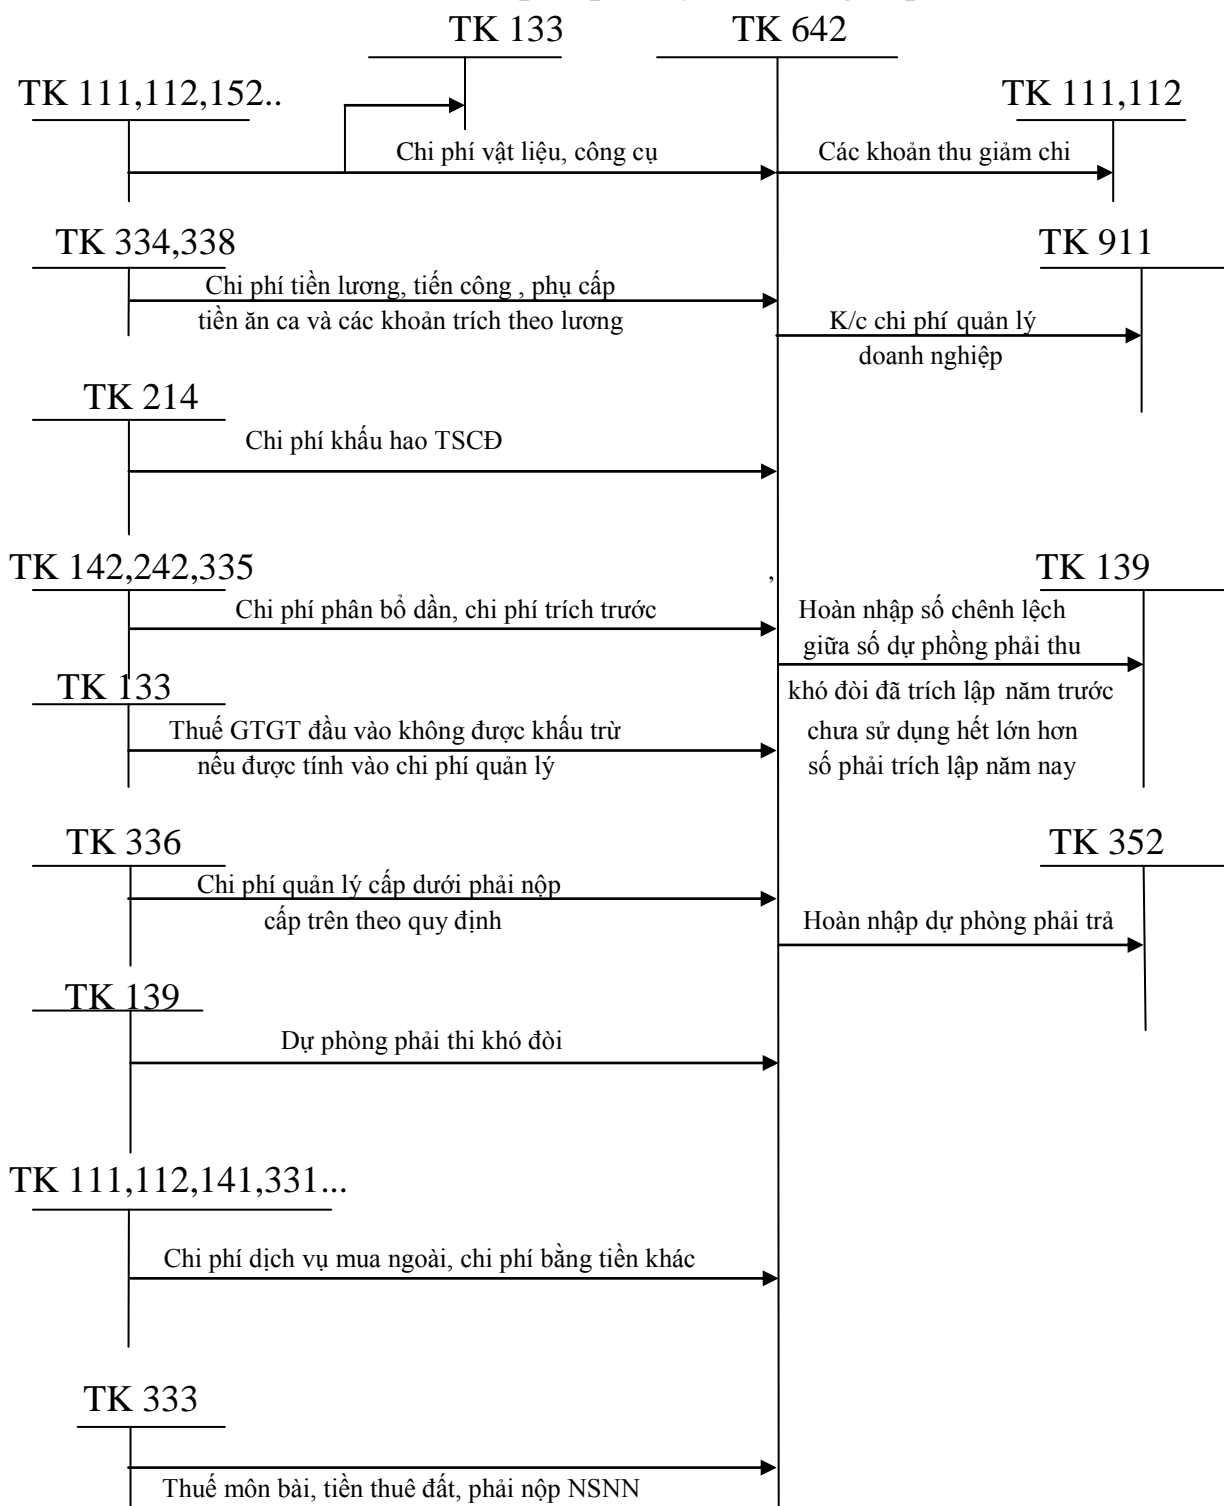 TK 133
TK 642
TK 111,112,152..
TK 111,112
Chi phí vật liệu, công cụ
Các khoản thu giảm chi
TK 334,338
TK 911
Chi phí tiền lương, tiến công , phụ cấp
tiền ăn ca và các khoản trích theo lương
K/c chi phí quản lý
doanh nghiệp
TK 214
Chi phí khấu hao TSCĐ
TK 142,242,335
,
TK 139
Chi phí phân bổ dần, chi phí trích trước
Hoàn nhập số chênh lệch
giữa số dự phồng phải thu
khó đòi đã trích lập năm trước
chưa sử dụng hết lớn hơn
số phải trích lập năm nay
TK 133
Thuế GTGT đầu vào không được khấu trừ
nếu được tính vào chi phí quản lý
TK 336
TK 352
Chi phí quản lý cấp dưới phải nộp
cấp trên theo quy định
Hoàn nhập dự phòng phải trả
TK 139
Dự phòng phải thi khó đòi
TK 111,112,141,331...
Chi phí dịch vụ mua ngoài, chi phí bằng tiền khác
TK 333
Thuế môn bài, tiền thuê đất, phải nộp NSNN